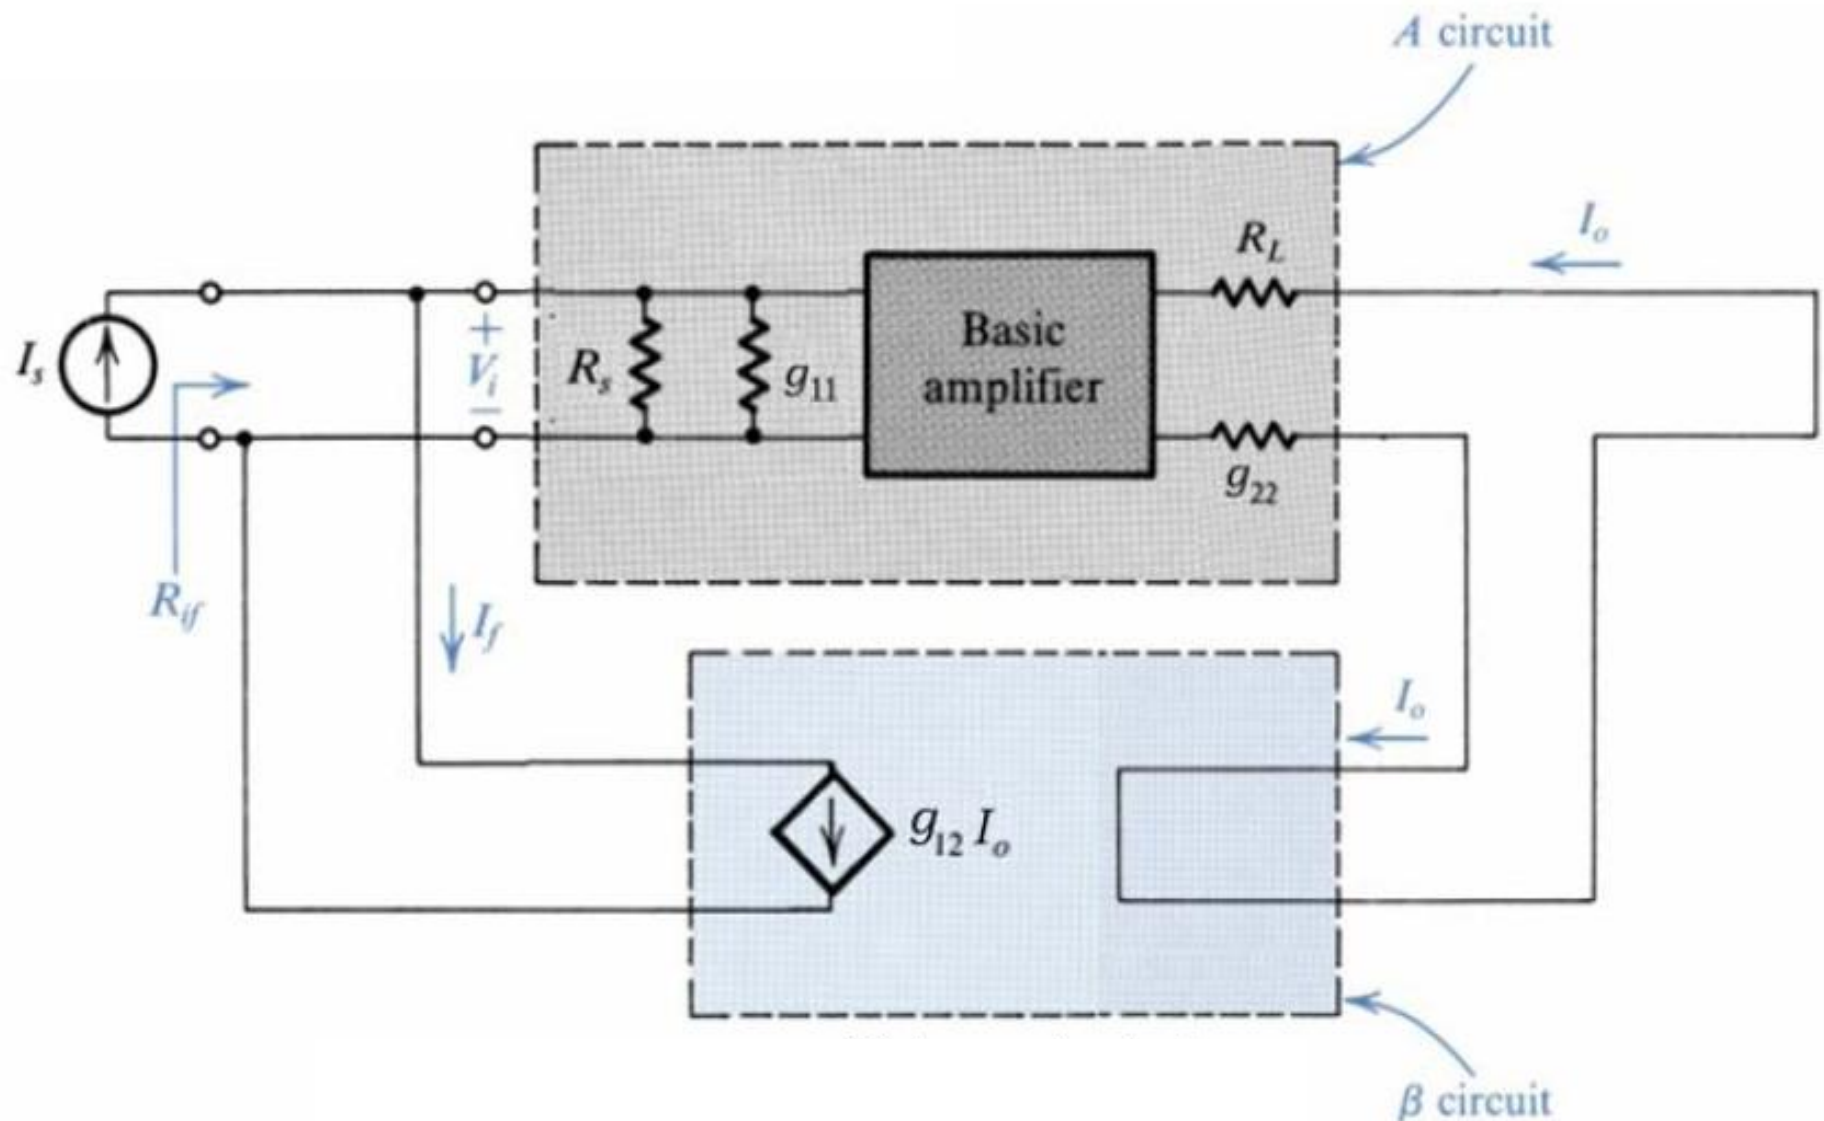 A circuit
I_o
R_L
I_s
+
V_i
−
R_s
g_11
Basic
amplifier
g_22
R_if
I_f
I_o
g_12 I_o
β circuit